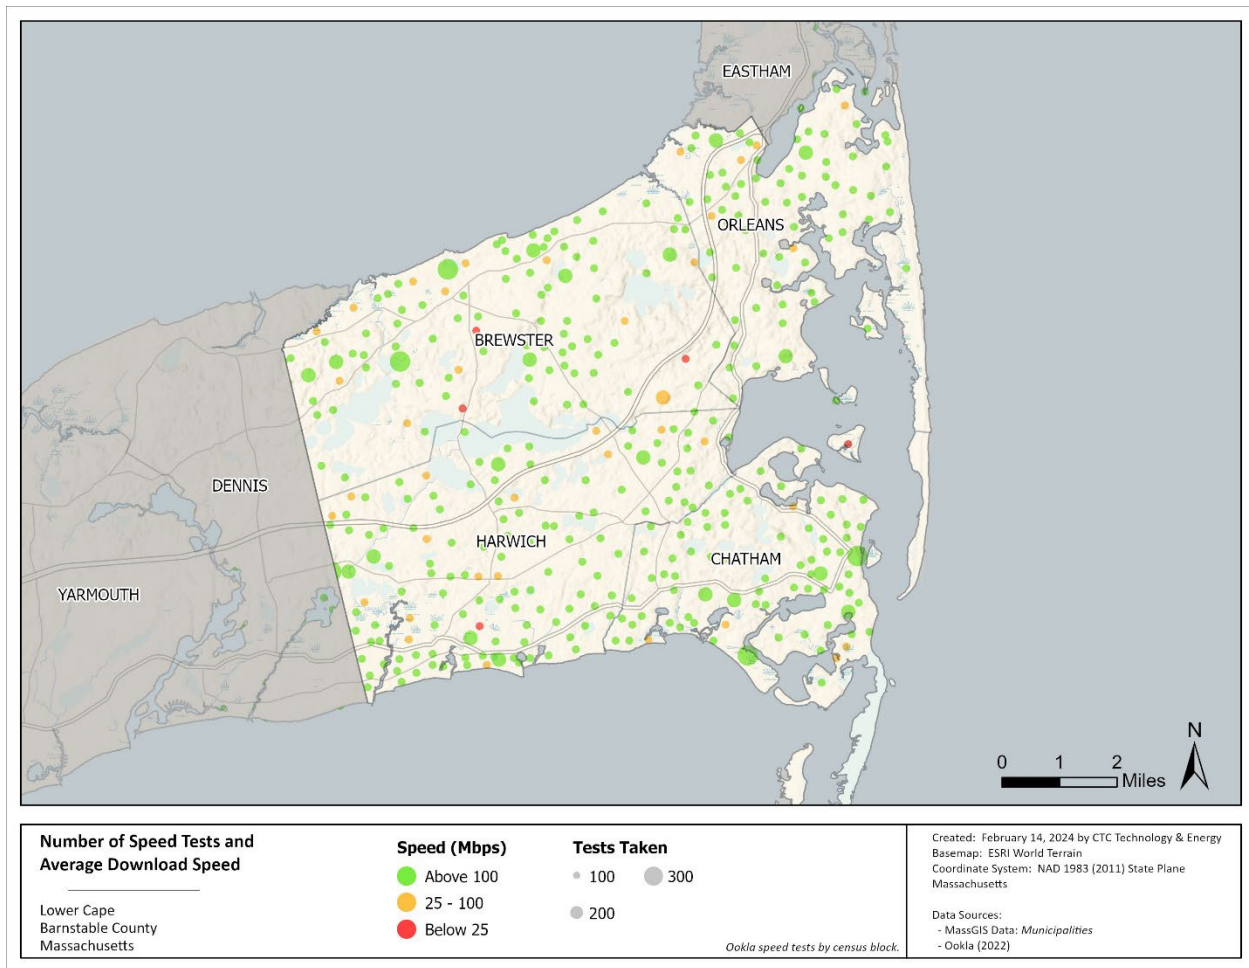 EASTHAM
ORLEANS
BREWSTER
DENNIS
HARWICH
CHATHAM
YARMOUTH
N
0 1 2
Miles
Number of Speed Tests and
Average Download Speed
Lower Cape
Barnstable County
Massachusetts
Speed (Mbps)
Above 100
25 - 100
Below 25
Tests Taken
100
300
200
Ookla speed tests by census block.
Created: February 14, 2024 by CTC Technology & Energy
Basemap: ESRI World Terrain
Coordinate System: NAD 1983 (2011) State Plane
Massachusetts
Data Sources:
- MassGIS Data: Municipalities
- Ookla (2022)